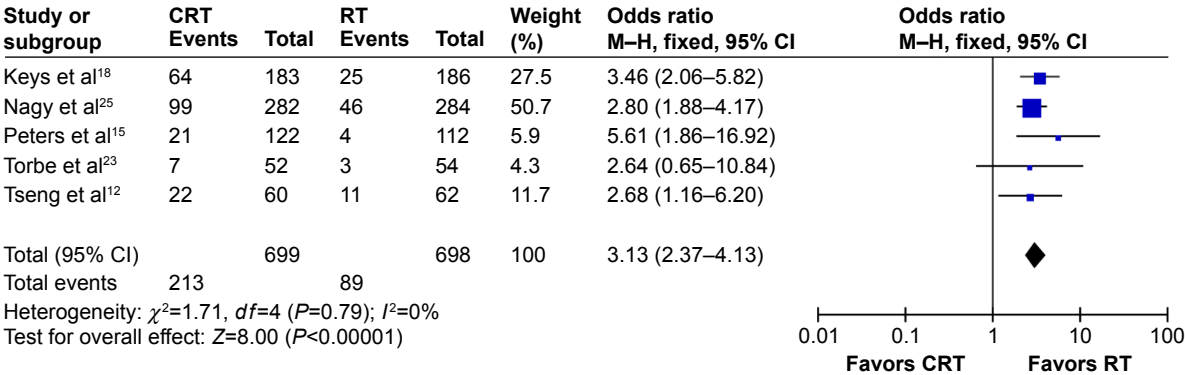 Study or subgroup CRT Events Total RT Events Total Weight (%) Odds ratio M–H, fixed, 95% CI Odds ratio M–H, fixed, 95% CI
Keys et al18 64 183 25 186 27.5 3.46 (2.06–5.82)
Nagy et al25 99 282 46 284 50.7 2.80 (1.88–4.17)
Peters et al15 21 122 4 112 5.9 5.61 (1.86–16.92)
Torbe et al23 7 52 3 54 4.3 2.64 (0.65–10.84)
Tseng et al12 22 60 11 62 11.7 2.68 (1.16–6.20)
Total (95% CI) 699 698 100 3.13 (2.37–4.13)
Total events 213 89
Heterogeneity: χ2=1.71, df=4 (P=0.79); I2=0%
Test for overall effect: Z=8.00 (P<0.00001)
0.01 0.1 1 10 100
Favors CRT Favors RT